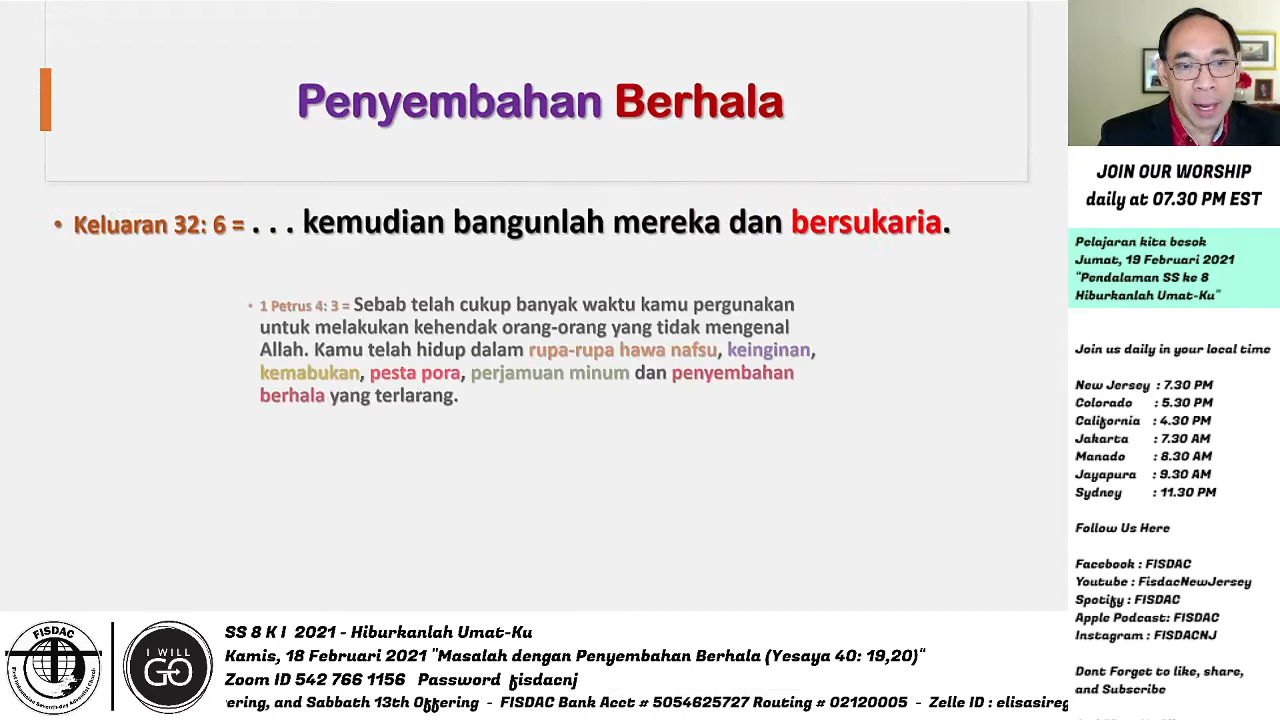 Penyembahan Berhala
• Keluaran 32: 6 = . . . kemudian bangunlah mereka dan bersukaria.
• 1 Petrus 4: 3 = Sebab telah cukup banyak waktu kamu pergunakan
untuk melakukan kehendak orang-orang yang tidak mengenal
Allah. Kamu telah hidup dalam rupa-rupa hawa nafsu, keinginan,
kemabukan, pesta pora, perjamuan minum dan penyembahan
berhala yang terlarang.
JOIN OUR WORSHIP
daily at 07.30 PM EST
Pelajaran kita besok
Jumat, 19 Februari 2021
"Pendalaman SS ke 8
Hiburkanlah Umat-Ku"
Join us daily in your local time
New Jersey : 7.30 PM
Colorado : 5.30 PM
California : 4.30 PM
Jakarta : 7.30 AM
Manado : 8.30 AM
Jayapura : 9.30 AM
Sydney : 11.30 PM
Follow Us Here
Facebook : FISDAC
Youtube : FisdacNewJersey
Spotify : FISDAC
Apple Podcast: FISDAC
Instagram : FISDACNJ
Dont Forget to like, share,
and Subscribe
FISDAC
I WILL
GO
SS 8 K I 2021 - Hiburkanlah Umat-Ku
Kamis, 18 Februari 2021 "Masalah dengan Penyembahan Berhala (Yesaya 40: 19,20)"
Zoom ID 542 766 1156 Password fisdacnj
ering, and Sabbath 13th Offering - FISDAC Bank Acct # 5054625727 Routing # 02120005 - Zelle ID : elisasireg